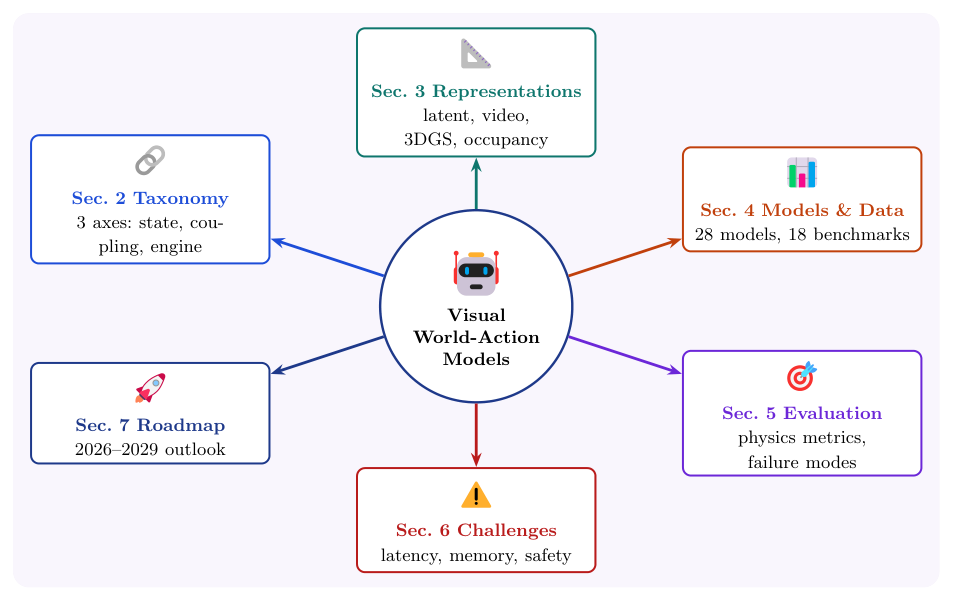 Sec. 3 Representations
latent, video,
3DGS, occupancy
Sec. 2 Taxonomy
3 axes: state, cou-
pling, engine
Sec. 4 Models & Data
28 models, 18 benchmarks
Visual
World-Action
Models
Sec. 7 Roadmap
2026–2029 outlook
Sec. 5 Evaluation
physics metrics,
failure modes
Sec. 6 Challenges
latency, memory, safety